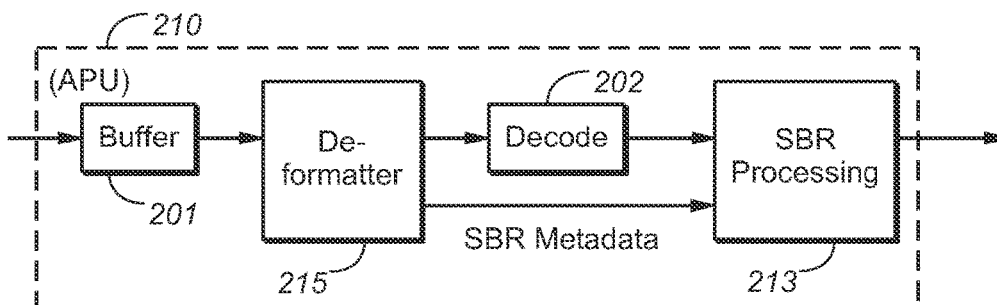 210
(APU)
202
Buffer
De-
formatter
Decode
SBR
Processing
201
SBR Metadata
215
213